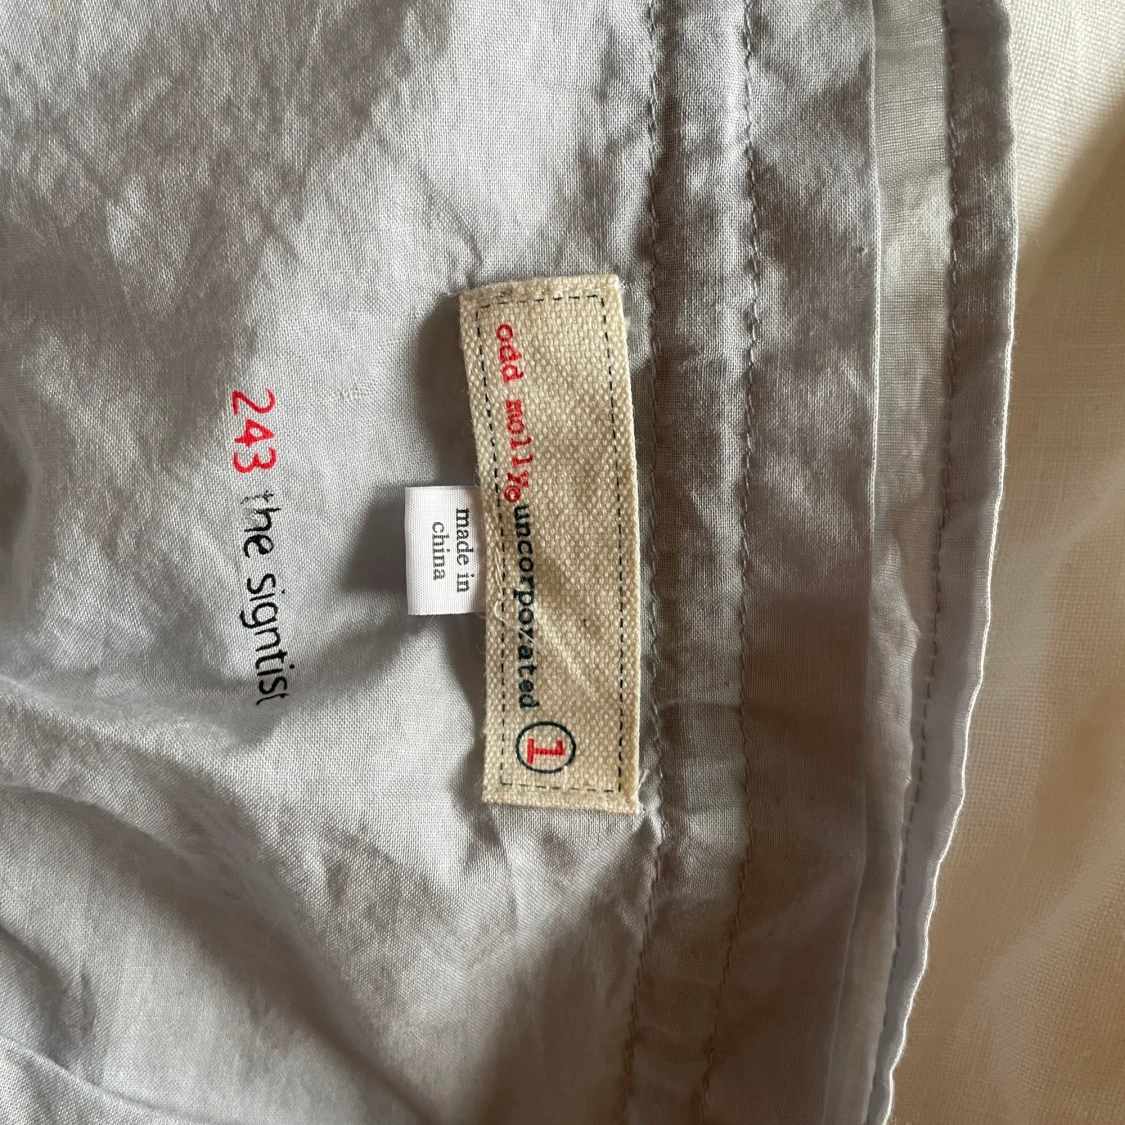 odd molly uncorporated 1
made in
china
243 the signtist